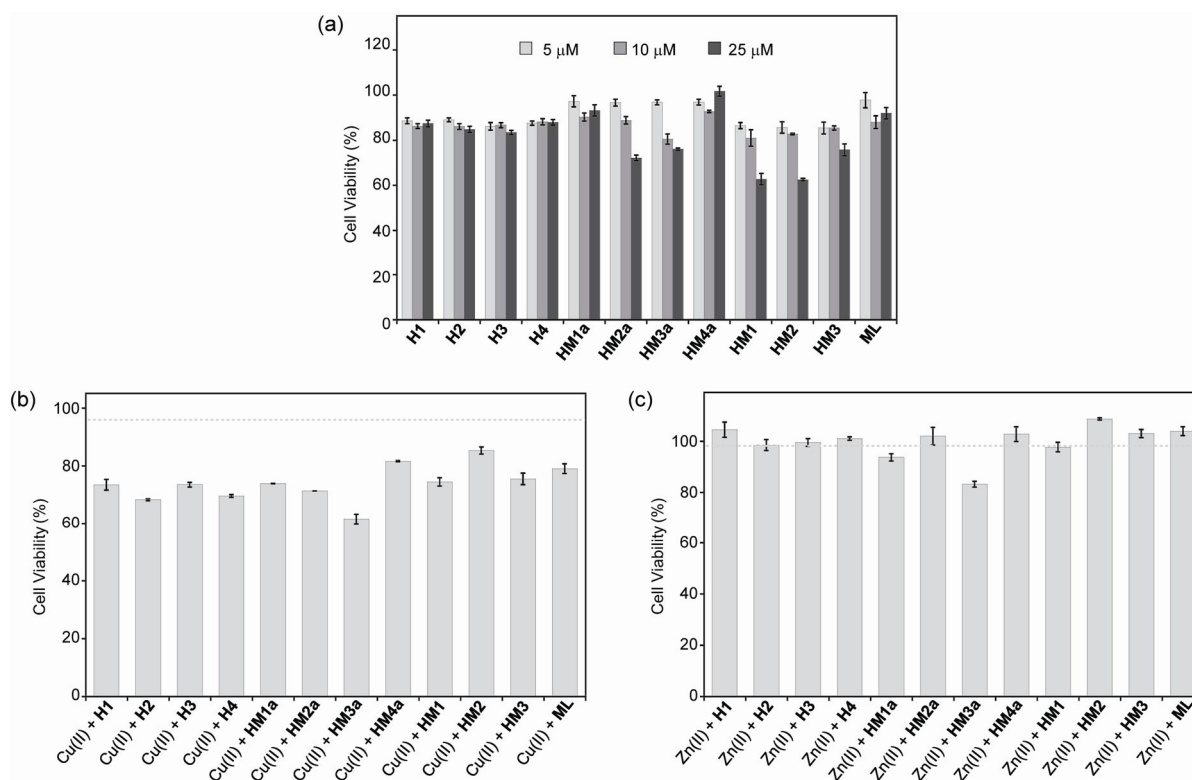 (a)
5 μM 10 μM 25 μM
120
100
80
60
40
20
0
Cell Viability (%)
H1 H2 H3 H4 HM1a HM2a HM3a HM4a HM1 HM2 HM3 ML
(b)
100
80
60
40
20
0
Cell Viability (%)
Cu(II) + H1 Cu(II) + H2 Cu(II) + H3 Cu(II) + H4 Cu(II) + HM1a Cu(II) + HM2a Cu(II) + HM3a Cu(II) + HM4a Cu(II) + HM1 Cu(II) + HM2 Cu(II) + HM3 Cu(II) + ML
(c)
100
80
60
40
20
0
Cell Viability (%)
Zn(II) + H1 Zn(II) + H2 Zn(II) + H3 Zn(II) + H4 Zn(II) + HM1a Zn(II) + HM2a Zn(II) + HM3a Zn(II) + HM4a Zn(II) + HM1 Zn(II) + HM2 Zn(II) + HM3 Zn(II) + ML